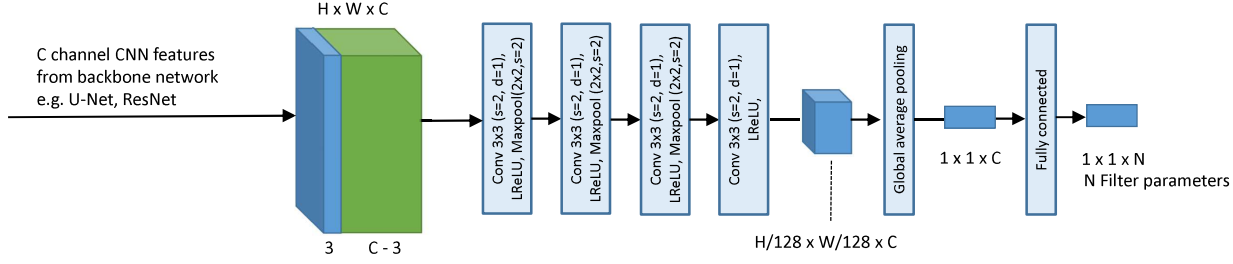 H x W x C
C channel CNN features
from backbone network
e.g. U-Net, ResNet
3
C - 3
Conv 3x3 (s=2, d=1),
LReLU, Maxpool(2x2,s=2)
Conv 3x3 (s=2, d=1),
LReLU, Maxpool (2x2,s=2)
Conv 3x3 (s=2, d=1),
LReLU, Maxpool (2x2,s=2)
Conv 3x3 (s=2, d=1),
LReLU,
H/128 x W/128 x C
Global average pooling
1 x 1 x C
Fully connected
1 x 1 x N
N Filter parameters